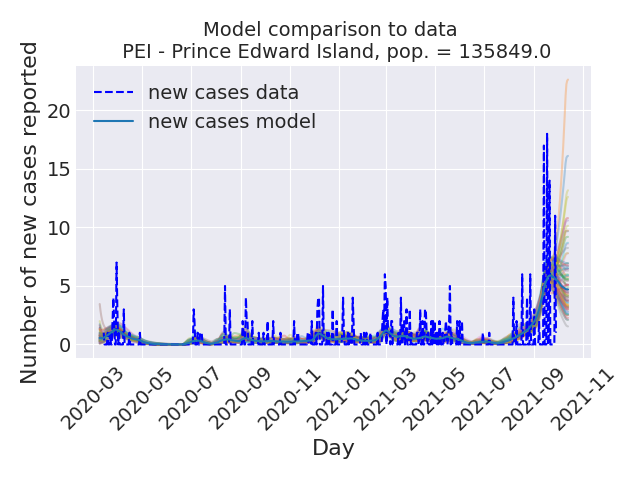 Model comparison to data
PEI - Prince Edward Island, pop. = 135849.0
Number of new cases reported
new cases data
new cases model
20
15
10
5
0
2020-03
2020-05
2020-07
2020-09
2020-11
2021-01
2021-03
2021-05
2021-07
2021-09
2021-11
Day